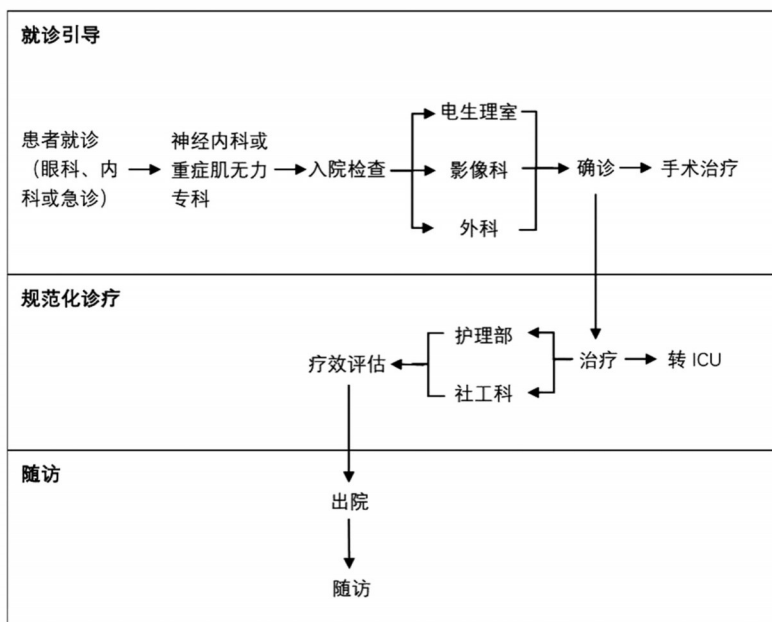 就诊引导
患者就诊
（眼科、内
科或急诊）
神经内科或
重症肌无力
专科
入院检查
电生理室
影像科
外科
确诊
手术治疗
规范化诊疗
疗效评估
护理部
社工科
治疗
转 ICU
随访
出院
随访